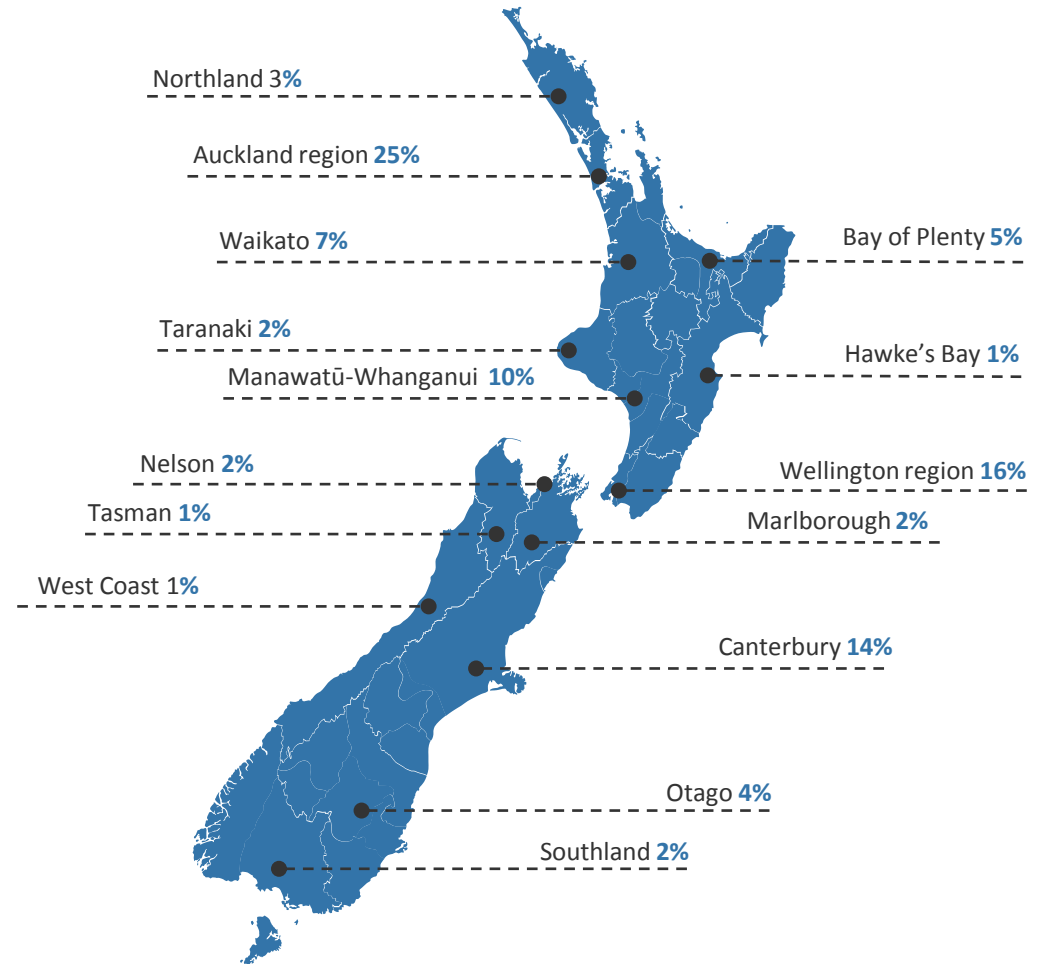 Northland 3%
Auckland region 25%
Waikato 7%
Bay of Plenty 5%
Taranaki 2%
Hawke’s Bay 1%
Manawatū-Whanganui 10%
Nelson 2%
Wellington region 16%
Tasman 1%
Marlborough 2%
West Coast 1%
Canterbury 14%
Otago 4%
Southland 2%